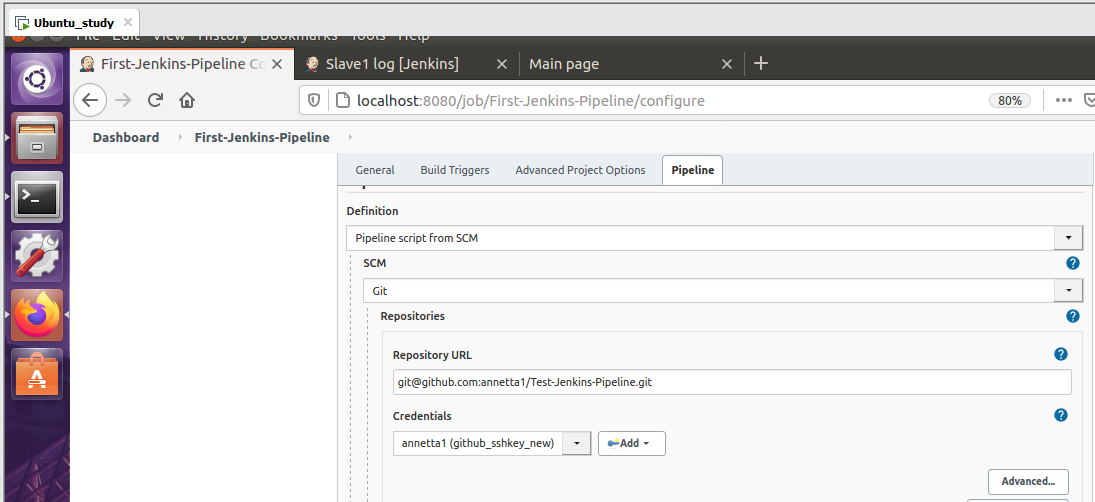 Ubuntu_study
File Edit View History Bookmarks Tools Help
First-Jenkins-Pipeline Co
Slave1 log [Jenkins]
Main page
localhost:8080/job/First-Jenkins-Pipeline/configure
80%
Dashboard
First-Jenkins-Pipeline
General
Build Triggers
Advanced Project Options
Pipeline
Definition
Pipeline script from SCM
SCM
Git
Repositories
Repository URL
git@github.com:annetta1/Test-Jenkins-Pipeline.git
Credentials
annetta1 (github_sshkey_new)
Add
Advanced...